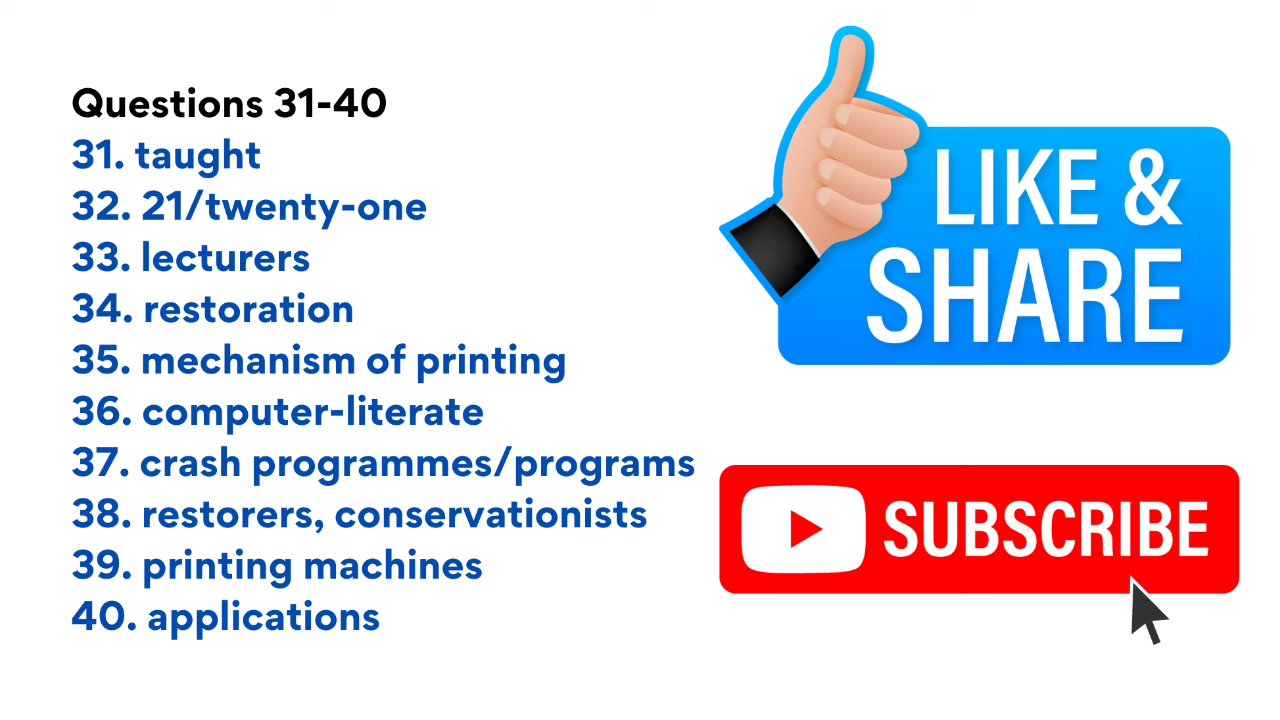 Questions 31-40
31. taught
32. 21/twenty-one
33. lecturers
34. restoration
35. mechanism of printing
36. computer-literate
37. crash programmes/programs
38. restorers, conservationists
39. printing machines
40. applications
LIKE &
SHARE
SUBSCRIBE